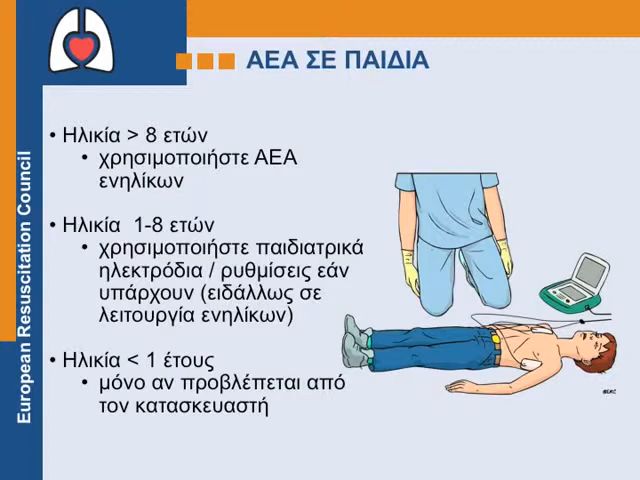 ΑΕΑ ΣΕ ΠΑΙΔΙΑ
• Ηλικία > 8 ετών
• χρησιμοποιήστε ΑΕΑ
ενηλίκων
• Ηλικία 1-8 ετών
• χρησιμοποιήστε παιδιατρικά
ηλεκτρόδια / ρυθμίσεις εάν
υπάρχουν (ειδάλλως σε
λειτουργία ενηλίκων)
• Ηλικία < 1 έτους
• μόνο αν προβλέπεται από
τον κατασκευαστή
European Resuscitation Council